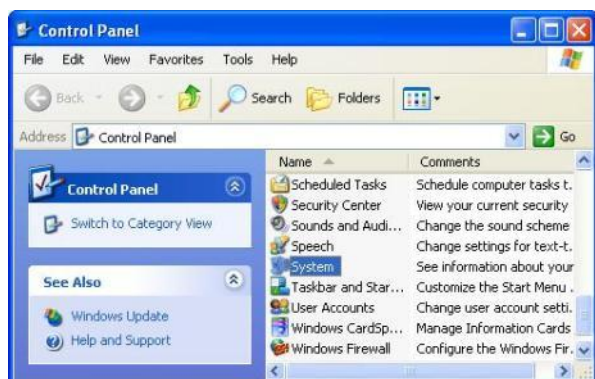 Control Panel
File Edit View Favorites Tools Help
Back Search Folders
Address Control Panel Go
Name Comments
Control Panel
Switch to Category View
See Also
Windows Update
Help and Support
Scheduled Tasks Schedule computer tasks t.
Security Center View your current security
Sounds and Audi... Change the sound scheme
Speech Change settings for text-t.
System See information about your
Taskbar and Star... Customize the Start Menu .
User Accounts Change user account setti.
Windows CardSp... Manage Information Cards
Windows Firewall Configure the Windows Fir.